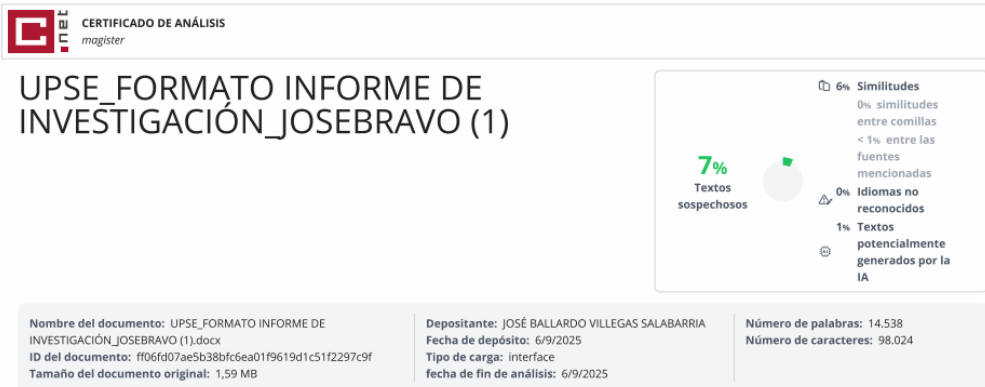 .net
CERTIFICADO DE ANÁLISIS
magister
UPSE_FORMATO INFORME DE
INVESTIGACIÓN_JOSEBRAVO (1)
7%
Textos
sospechosos
6% Similitudes
0% similitudes
entre comillas
< 1% entre las
fuentes
mencionadas
0% Idiomas no
reconocidos
1% Textos
potencialmente
generados por la
IA
Nombre del documento: UPSE_FORMATO INFORME DE
INVESTIGACIÓN_JOSEBRAVO (1).docx
ID del documento: ff06fd07ae5b38bfc6ea01f9619d1c51f2297c9f
Tamaño del documento original: 1,59 MB
Depositante: JOSÉ BALLARDO VILLEGAS SALABARRIA
Fecha de depósito: 6/9/2025
Tipo de carga: interface
fecha de fin de análisis: 6/9/2025
Número de palabras: 14.538
Número de caracteres: 98.024